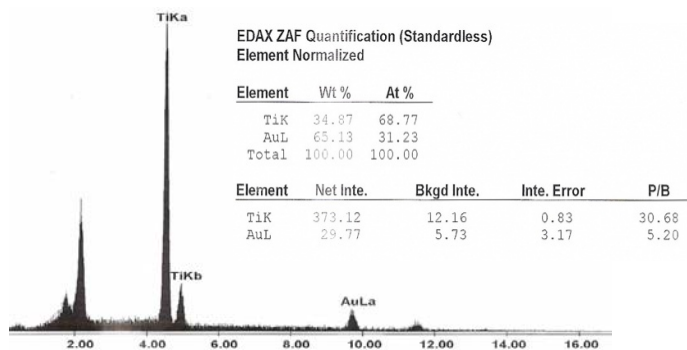 TiKa
EDAX ZAF Quantification (Standardless)
Element Normalized
Element Wt % At %
TiK 34.87 68.77
AuL 65.13 31.23
Total 100.00 100.00
Element Net Inte. Bkgd Inte. Inte. Error P/B
TiK 373.12 12.16 0.83 30.68
AuL 29.77 5.73 3.17 5.20
TiKb
AuLa
2.00 4.00 6.00 8.00 10.00 12.00 14.00 16.00